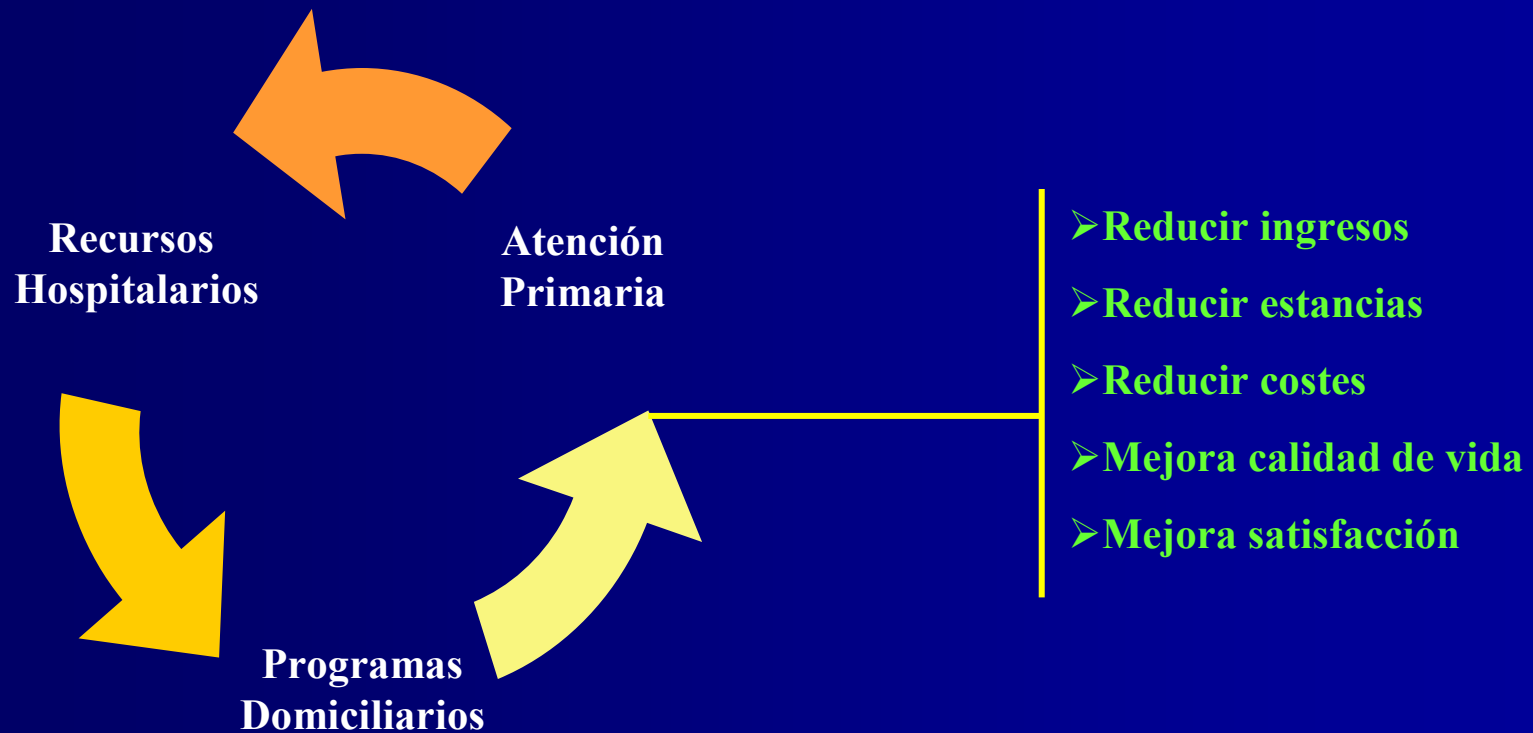 Recursos
Hospitalarios
Atención
Primaria
Programas
Domiciliarios
➢Reducir ingresos
➢Reducir estancias
➢Reducir costes
➢Mejora calidad de vida
➢Mejora satisfacción